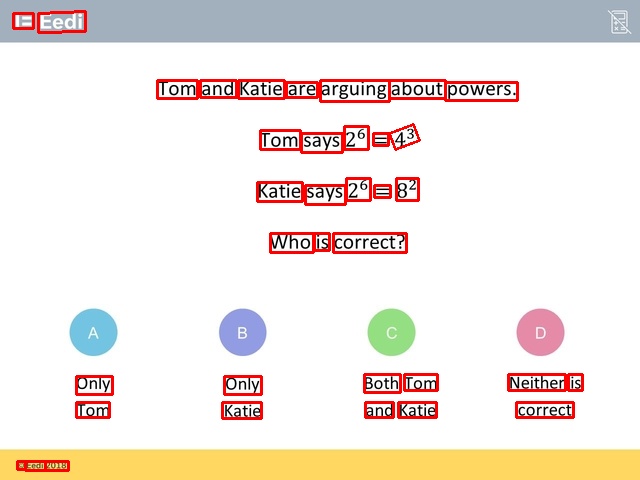 Eedi
Tom and Katie are arguing about powers.
Tom says 2⁶ = 4³
Katie says 2⁶ = 8²
Who is correct?
A
Only
Tom
B
Only
Katie
C
Both Tom
and Katie
D
Neither is
correct
© Eedi 2018